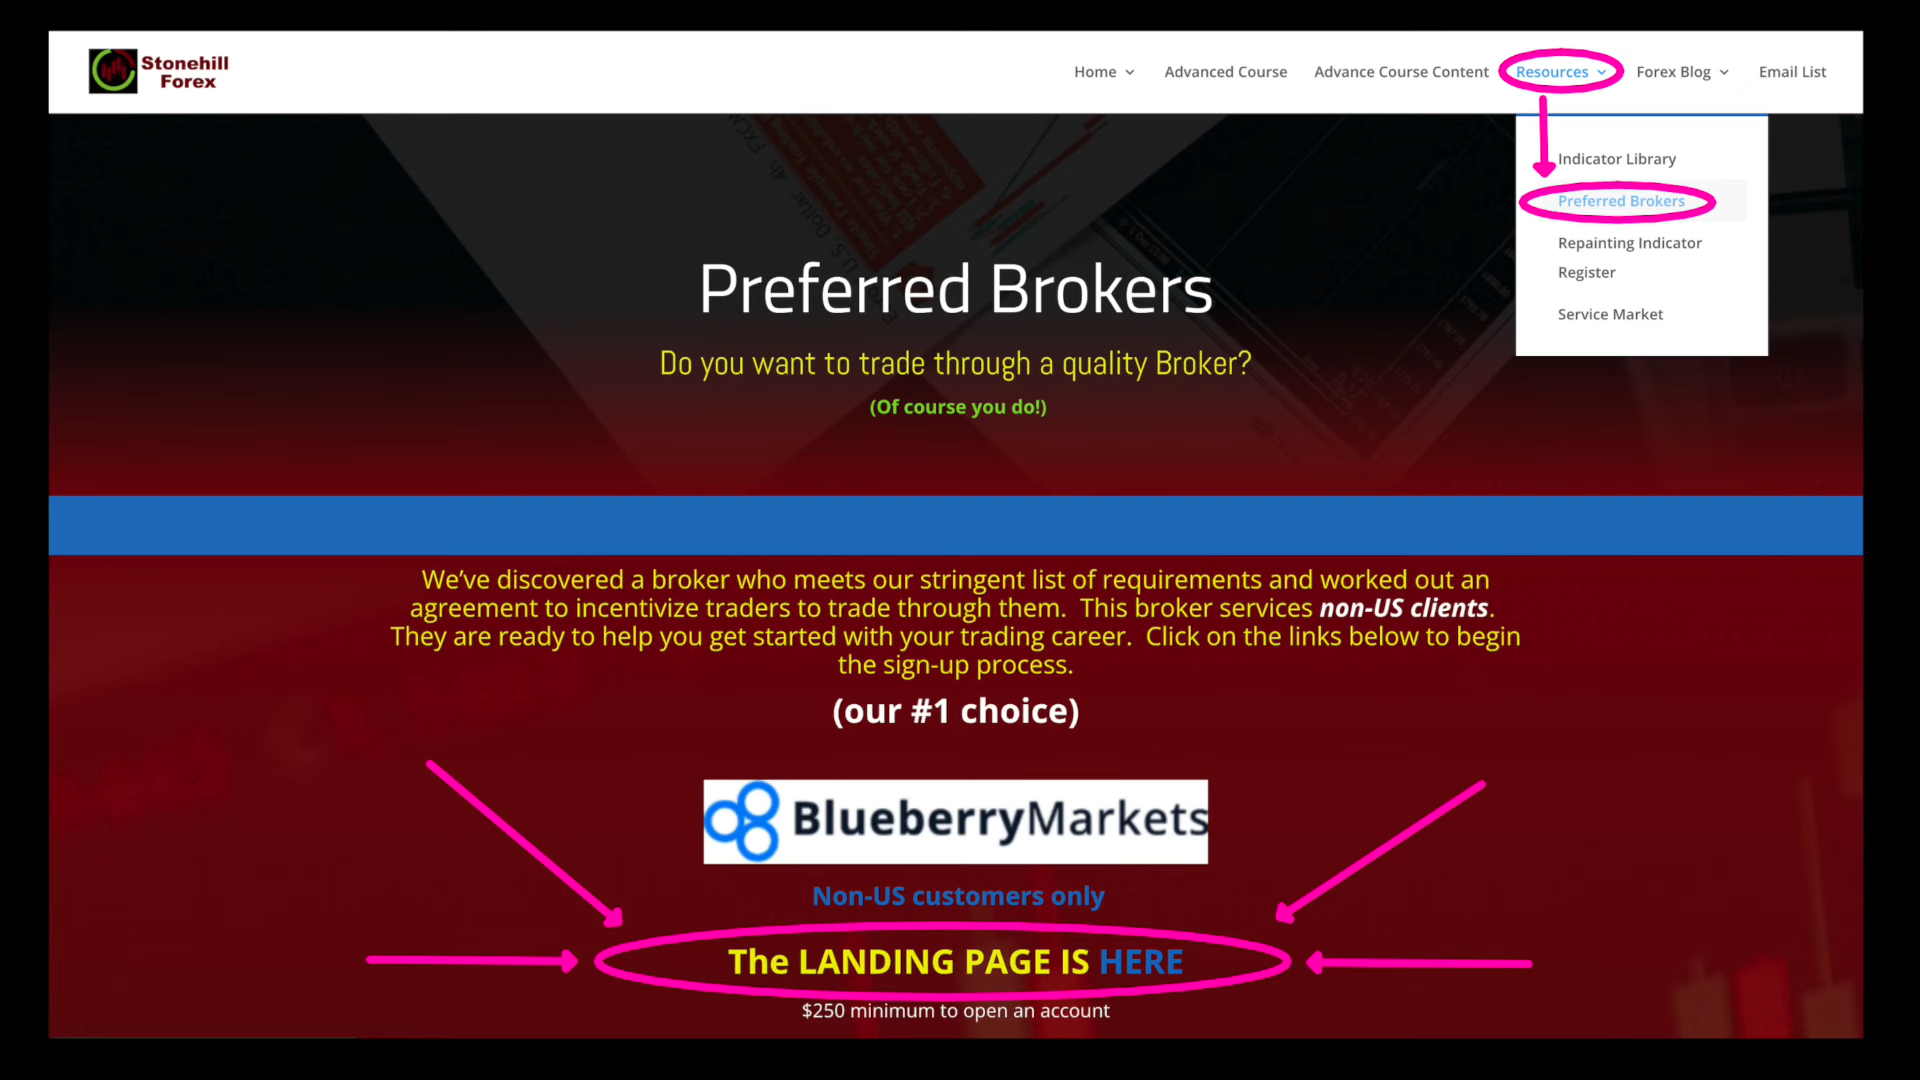 Stonehill
Forex
Home
Advanced Course
Advance Course Content
Resources
Forex Blog
Email List
Indicator Library
Preferred Brokers
Repainting Indicator
Register
Service Market
Preferred Brokers
Do you want to trade through a quality Broker?
(Of course you do!)
We’ve discovered a broker who meets our stringent list of requirements and worked out an
agreement to incentivize traders to trade through them.  This broker services non-US clients.
They are ready to help you get started with your trading career.  Click on the links below to begin
the sign-up process.
(our #1 choice)
BlueberryMarkets
Non-US customers only
The LANDING PAGE IS HERE
$250 minimum to open an account